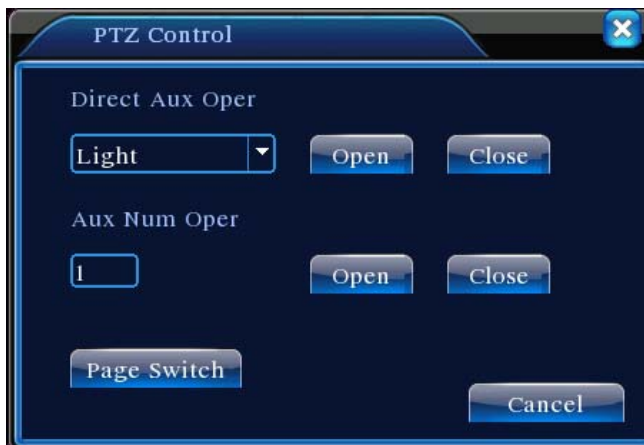 PTZ Control
Direct Aux Oper
Light Open Close
Aux Num Oper
1 Open Close
Page Switch
Cancel